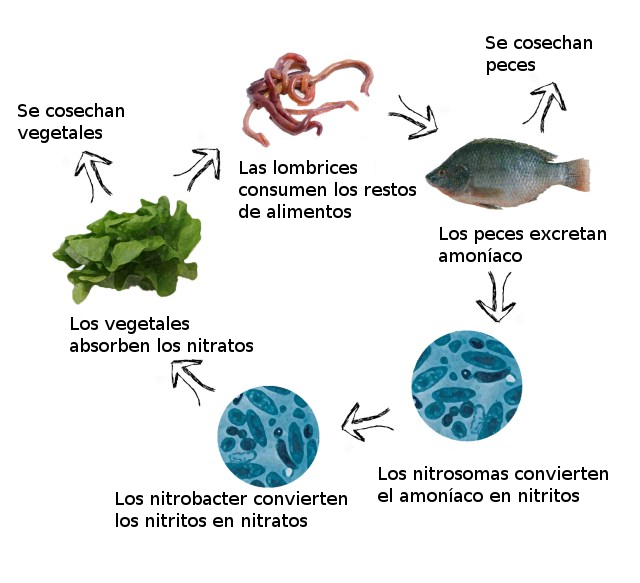 Se cosechan
peces
Se cosechan
vegetales
Las lombrices
consumen los restos
de alimentos
Los peces excretan
amoníaco
Los vegetales
absorben los nitratos
Los nitrosomas convierten
el amoníaco en nitritos
Los nitrobacter convierten
los nitritos en nitratos